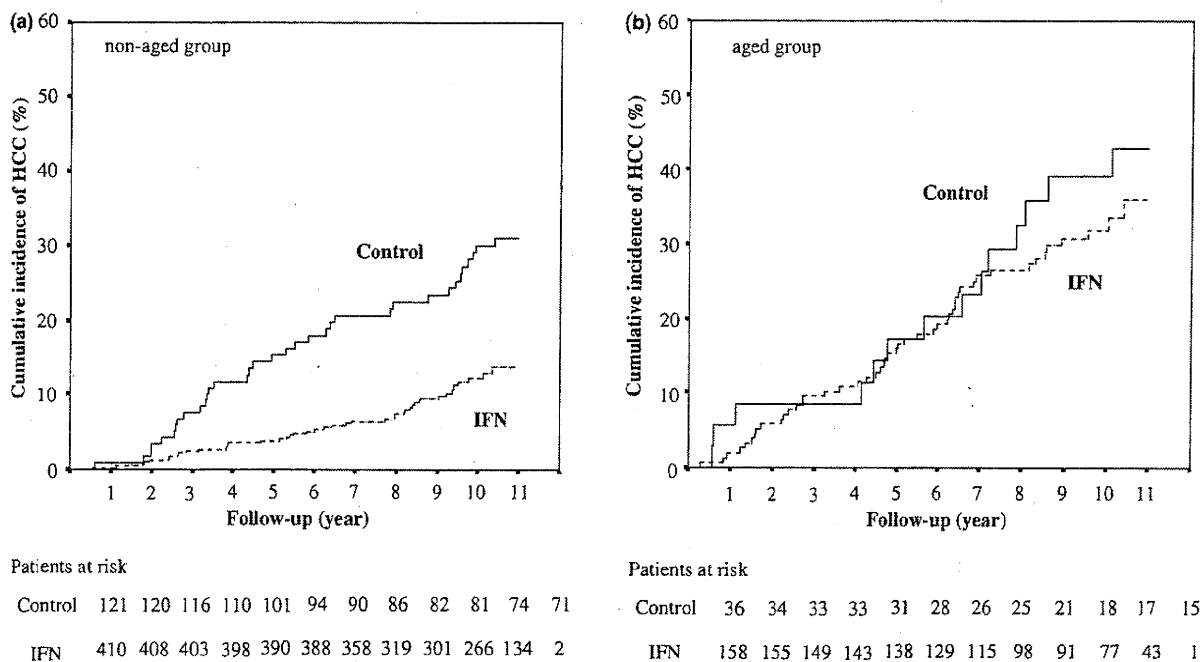 (a)
60
50
40
30
20
10
0
Cumulative incidence of HCC (%)
non-aged group
Control
IFN
1 2 3 4 5 6 7 8 9 10 11
Follow-up (year)
Patients at risk
Control 121 120 116 110 101 94 90 86 82 81 74 71
IFN 410 408 403 398 390 388 358 319 301 266 134 2
(b)
60
50
40
30
20
10
0
Cumulative incidence of HCC (%)
aged group
Control
IFN
1 2 3 4 5 6 7 8 9 10 11
Follow-up (year)
Patients at risk
Control 36 34 33 33 31 28 26 25 21 18 17 15
IFN 158 155 149 143 138 129 115 98 91 77 43 1